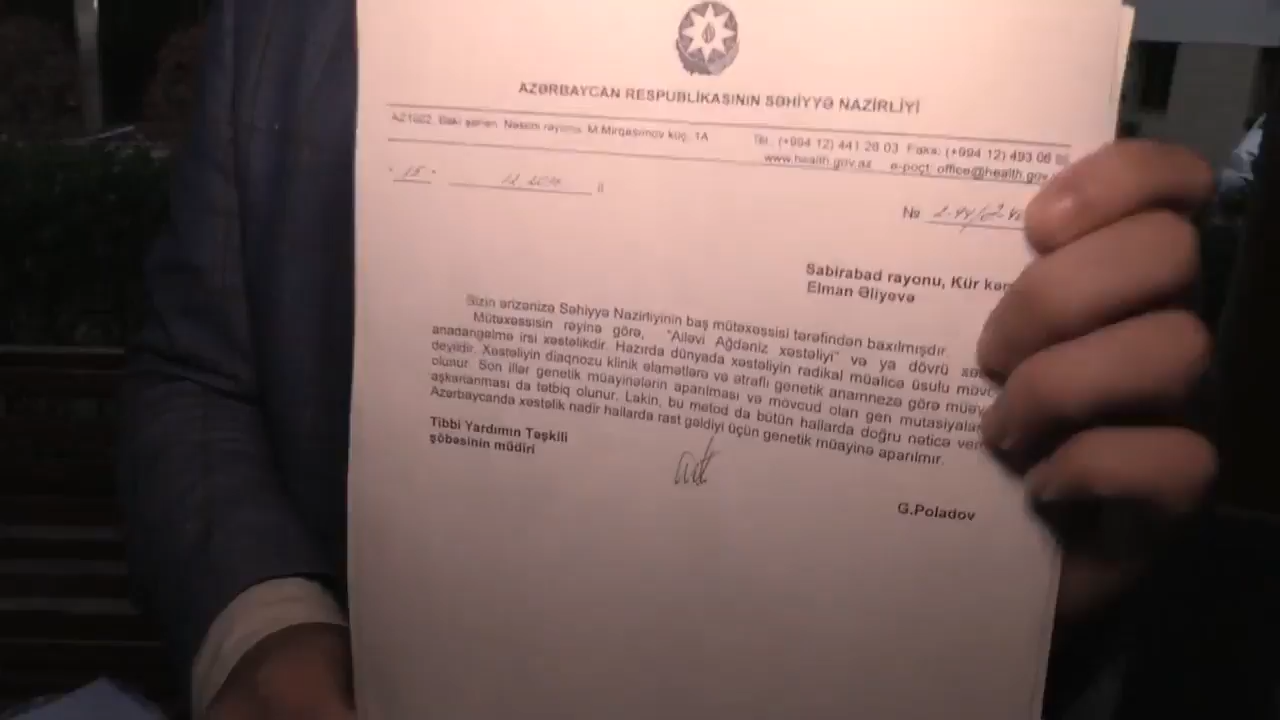 AZƏRBAYCAN RESPUBLİKASININ SƏHİYYƏ NAZİRLİYİ
AZ1002, Bakı şəhəri, Nəsimi rayonu, M.Mirqasımov küç. 1A
Tel.: (+994 12) 441 28 03 Faks: (+994 12) 493 06
www.health.gov.az e-poçt: office@health.gov
"15" 12
№
Sabirabad rayonu, Kür
Elman Əliyevə
Sizin ərizənizə Səhiyyə Nazirliyinin baş mütəxəssisi tərəfindən baxılmışdır.
Mütəxəssisin rəyinə görə, "Ailəvi Ağdəniz xəstəliyi" və ya dövrü
anadangəlmə irsi xəstəlikdir. Hazırda dünyada xəstəliyin radikal müalicə üsulu
deyildir. Xəstəliyin diaqnozu klinik əlamətlərə və ətraflı genetik anamnezə görə
olunur. Son illər genetik müayinələrin aparılması və mövcud olan gen
aşkarlanması da tətbiq olunur. Lakin, bu metod da bütün hallarda doğru nəticə
Azərbaycanda xəstəlik nadir hallarda rast gəldiyi üçün genetik müayinə aparılmır.
Tibbi Yardımın Təşkili
şöbəsinin müdiri
G.Poladov